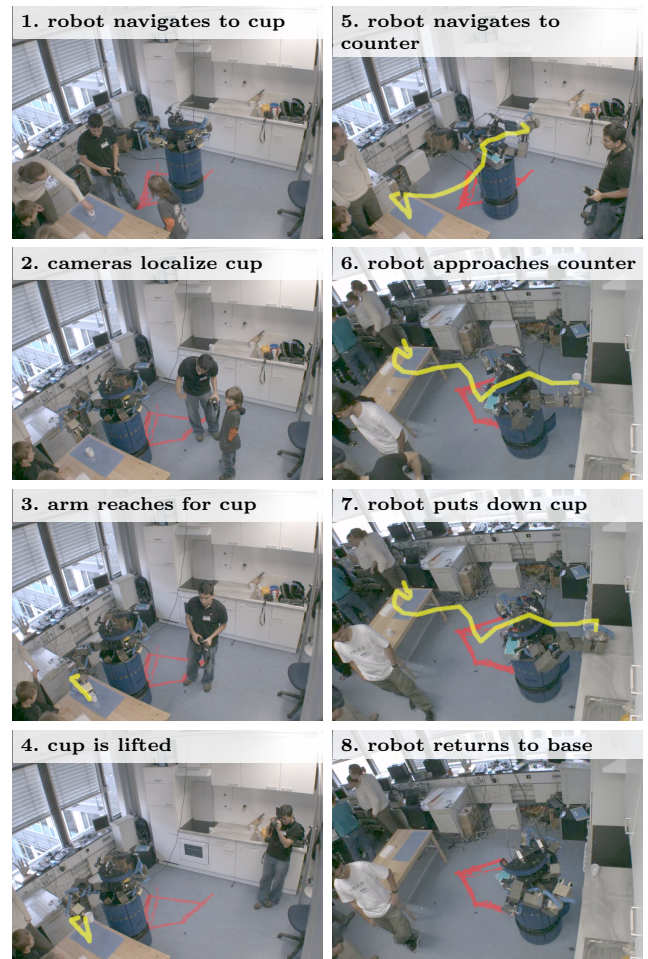 1. robot navigates to cup
2. cameras localize cup
3. arm reaches for cup
4. cup is lifted
5. robot navigates to
counter
6. robot approaches counter
7. robot puts down cup
8. robot returns to base